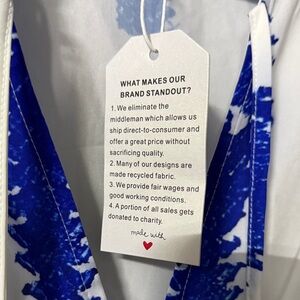 WHAT MAKES OUR
BRAND STANDOUT?
1. We eliminate the
middleman which allows us
ship direct-to-consumer and
offer a great price without
sacrificing quality.
2. Many of our designs are
made recycled fabric.
3. We provide fair wages and
good working conditions.
4. A portion of all sales gets
donated to charity.
made with